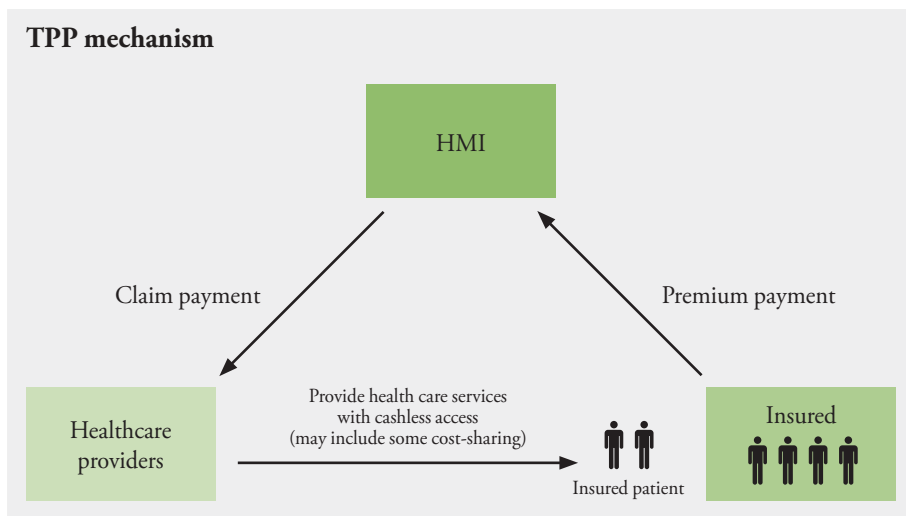 TPP mechanism
HMI
Claim payment
Premium payment
Provide health care services
with cashless access
(may include some cost-sharing)
Healthcare
providers
Insured patient
Insured